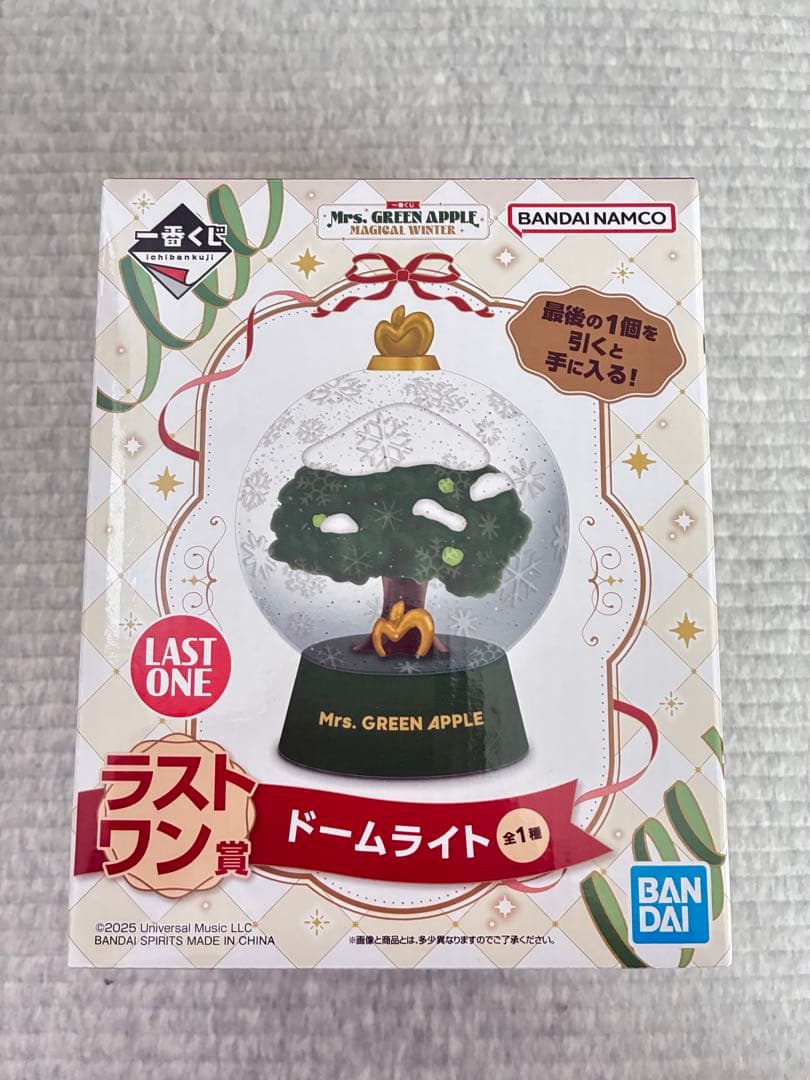 一番くじ
ichibankuji
一番くじ
Mrs. GREEN APPLE
MAGICAL WINTER
BANDAI NAMCO
最後の1個を
引くと
手に入る!
Mrs. GREEN APPLE
LAST
ONE
ラスト
ワン賞
ドームライト 全1種
BAN
DAI
©2025 Universal Music LLC
BANDAI SPIRITS MADE IN CHINA
※画像と商品とは、多少異なりますのでご了承ください。